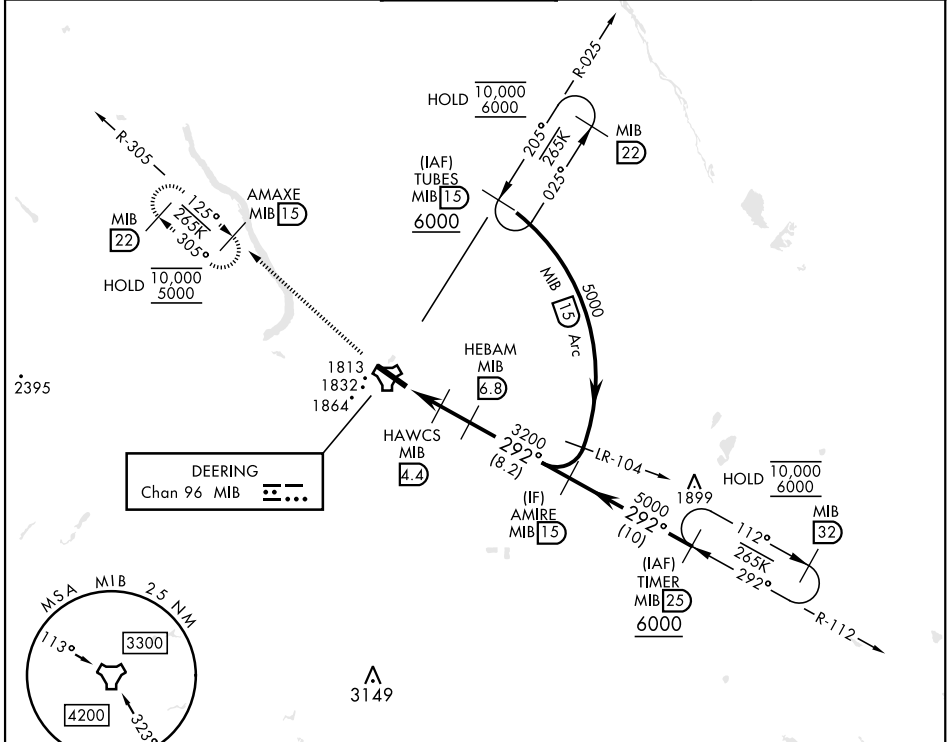 R-025
HOLD 10,000
6000
205°
265K
025°
MIB
22
(IAF)
TUBES
MIB 15
6000
R-305
AMAXE
MIB 15
125°
265K
305°
MIB
22
HOLD 10,000
5000
MIB 15 Arc
5000
2395
1813
1832
1864
HEBAM
MIB
6.8
HAWCS
MIB
4.4
3200
292°
(8.2)
LR-104
DEERING
Chan 96 MIB
(IF)
AMIRE
MIB 15
5000
292°
(10)
1899
HOLD 10,000
6000
MIB
32
112°
265K
292°
(IAF)
TIMER
MIB 25
6000
R-112
MSA MIB 25 NM
113°
3300
4200
323°
3149